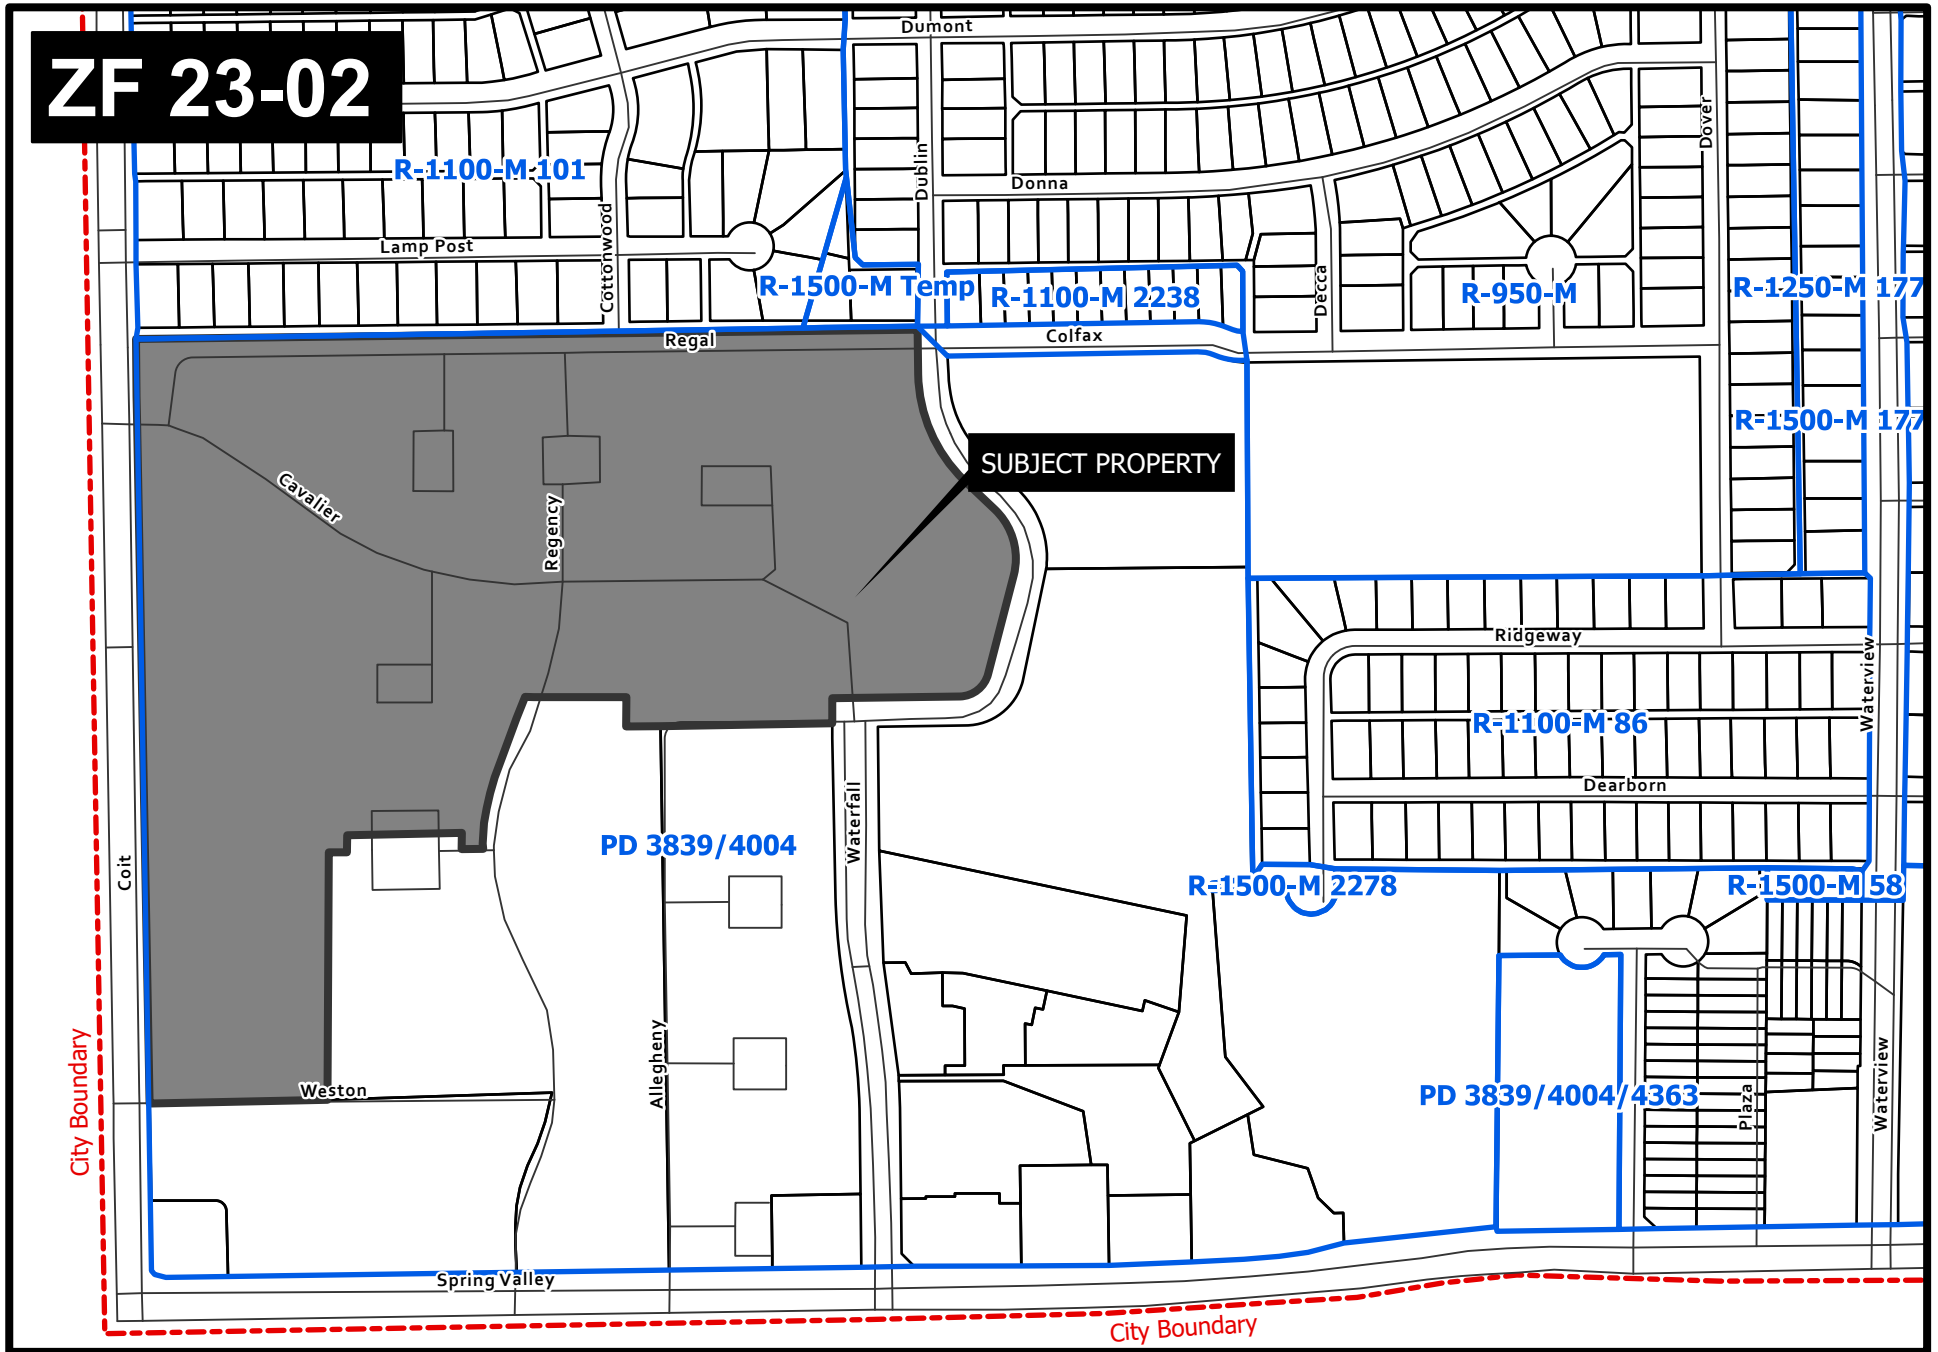 ZF 23-02
Dumont
R-1100-M 101
Dublin
Donna
Dover
Lamp Post
Cottonwood
R-1500-M Temp
R-1100-M 2238
Decca
R-950-M
R-1250-M 177
Regal
Colfax
R-1500-M 177
SUBJECT PROPERTY
Cavalier
Regency
Ridgeway
Waterview
R-1100-M 86
Dearborn
Coit
PD 3839/4004
Waterfall
R-1500-M 2278
R-1500-M 58
City Boundary
Weston
Allegheny
PD 3839/4004/4363
Plaza
Waterview
Spring Valley
City Boundary